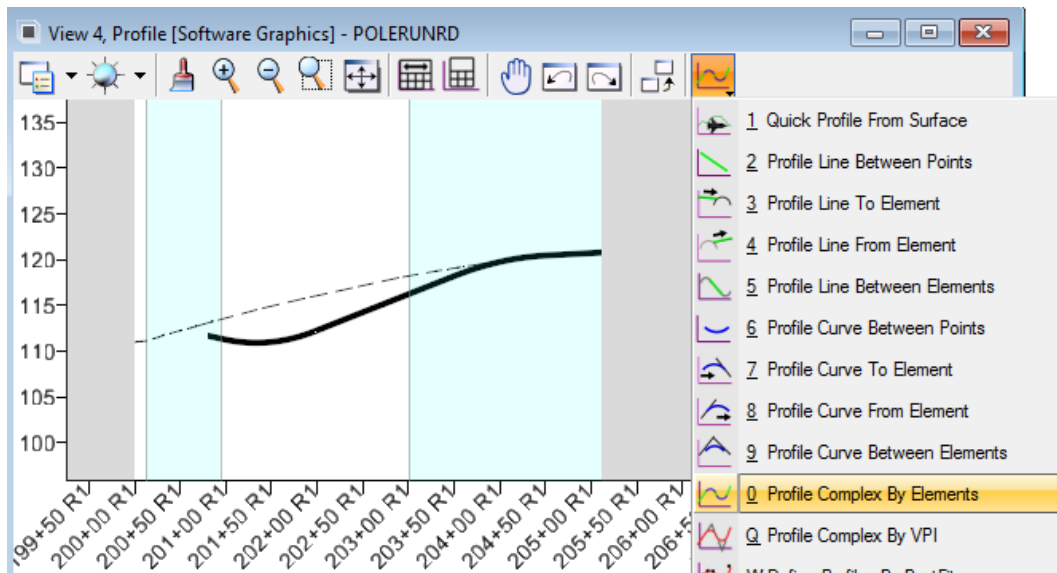 View 4, Profile [Software Graphics] - POLERUNRD
135
130
125
120
115
110
105
100
199+50 R1
200+00 R1
200+50 R1
201+00 R1
201+50 R1
202+00 R1
202+50 R1
203+00 R1
203+50 R1
204+00 R1
204+50 R1
205+00 R1
205+50 R1
206+00 R1
1 Quick Profile From Surface
2 Profile Line Between Points
3 Profile Line To Element
4 Profile Line From Element
5 Profile Line Between Elements
6 Profile Curve Between Points
7 Profile Curve To Element
8 Profile Curve From Element
9 Profile Curve Between Elements
0 Profile Complex By Elements
Q Profile Complex By VPI